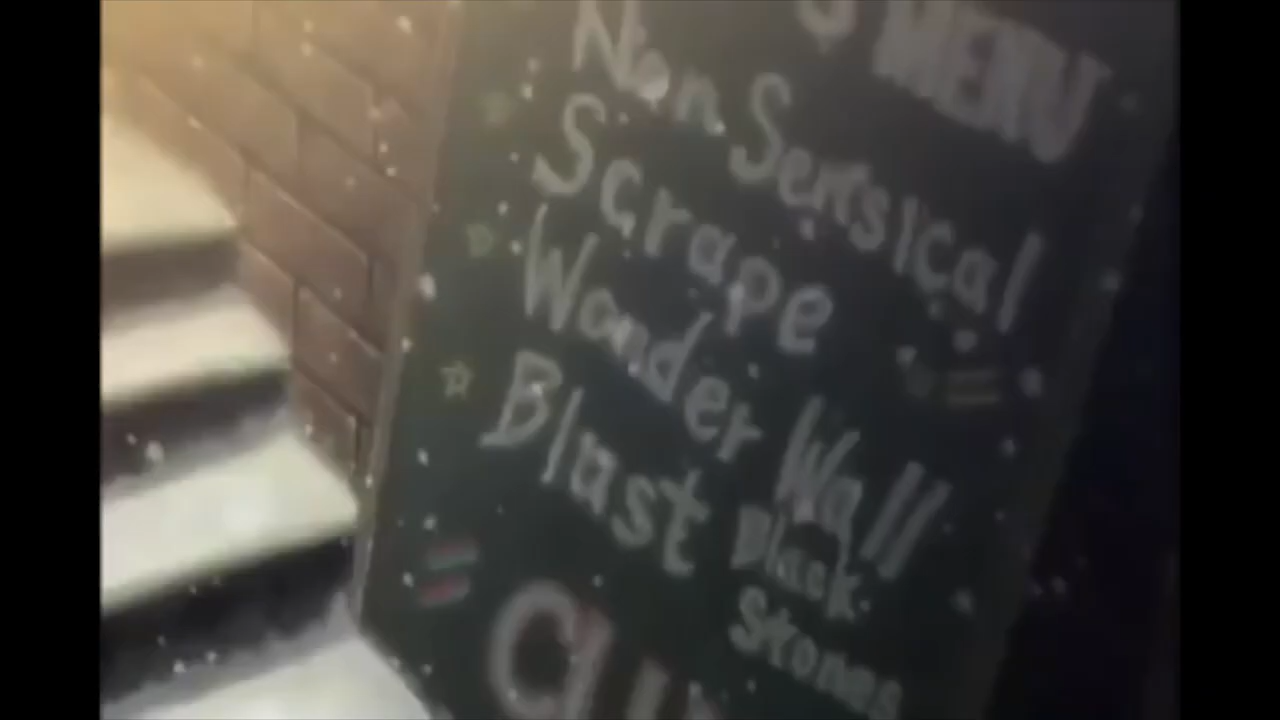 MENU
Non Sensical
Scrape
Wonder Wall
Blast
Black
Stones